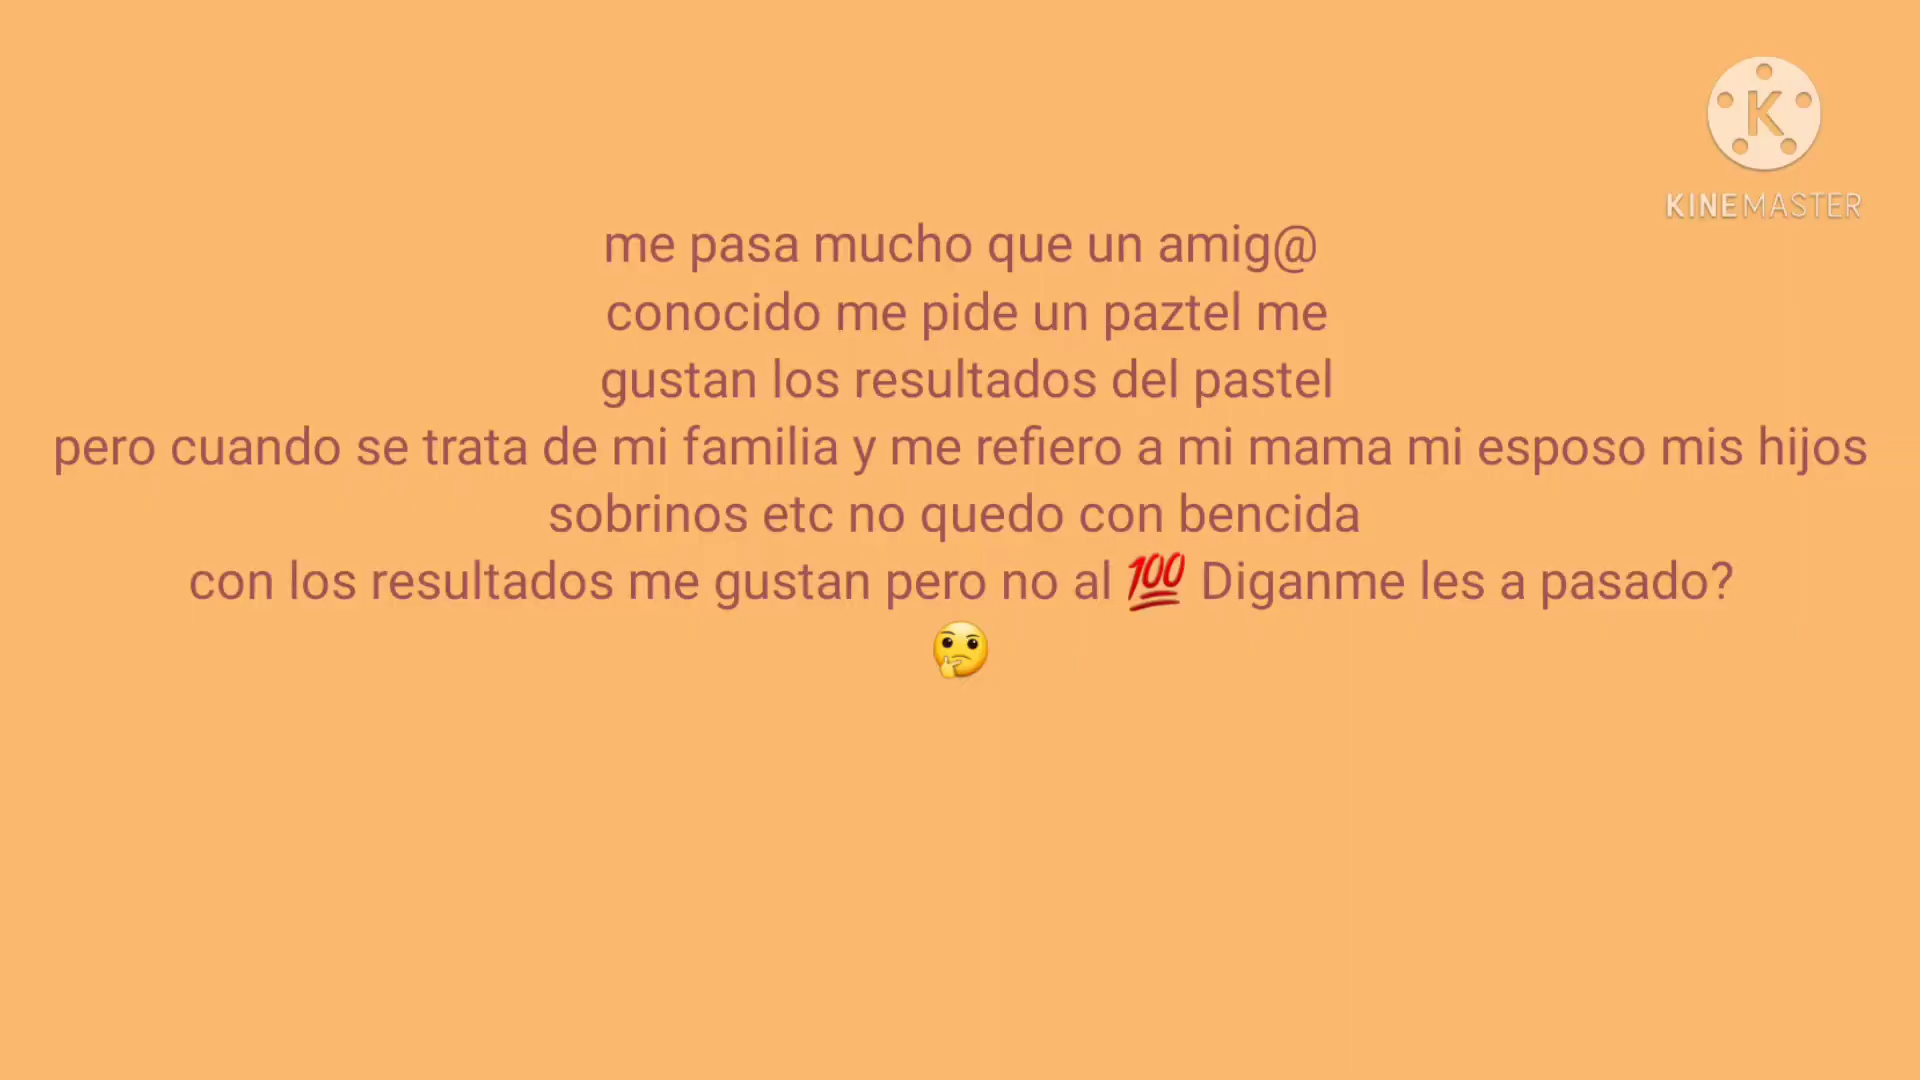 KINEMASTER
me pasa mucho que un amig@
conocido me pide un paztel me
gustan los resultados del pastel
pero cuando se trata de mi familia y me refiero a mi mama mi esposo mis hijos
sobrinos etc no quedo con bencida
con los resultados me gustan pero no al 💯 Diganme les a pasado?
🤔